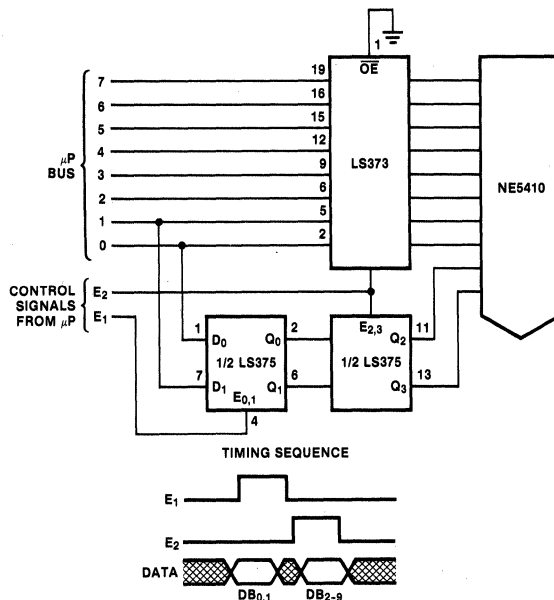 1
OE
19
7
16
6
15
5
12
4
9
3
6
2
5
1
2
0
µP
BUS
LS373
NE5410
CONTROL
SIGNALS
FROM µP
E2
E1
1
D0
Q0
2
1/2 LS375
7
D1
Q1
6
E0,1
4
E2,3
Q2
11
1/2 LS375
Q3
13
TIMING SEQUENCE
E1
E2
DATA
DB0,1
DB2-9